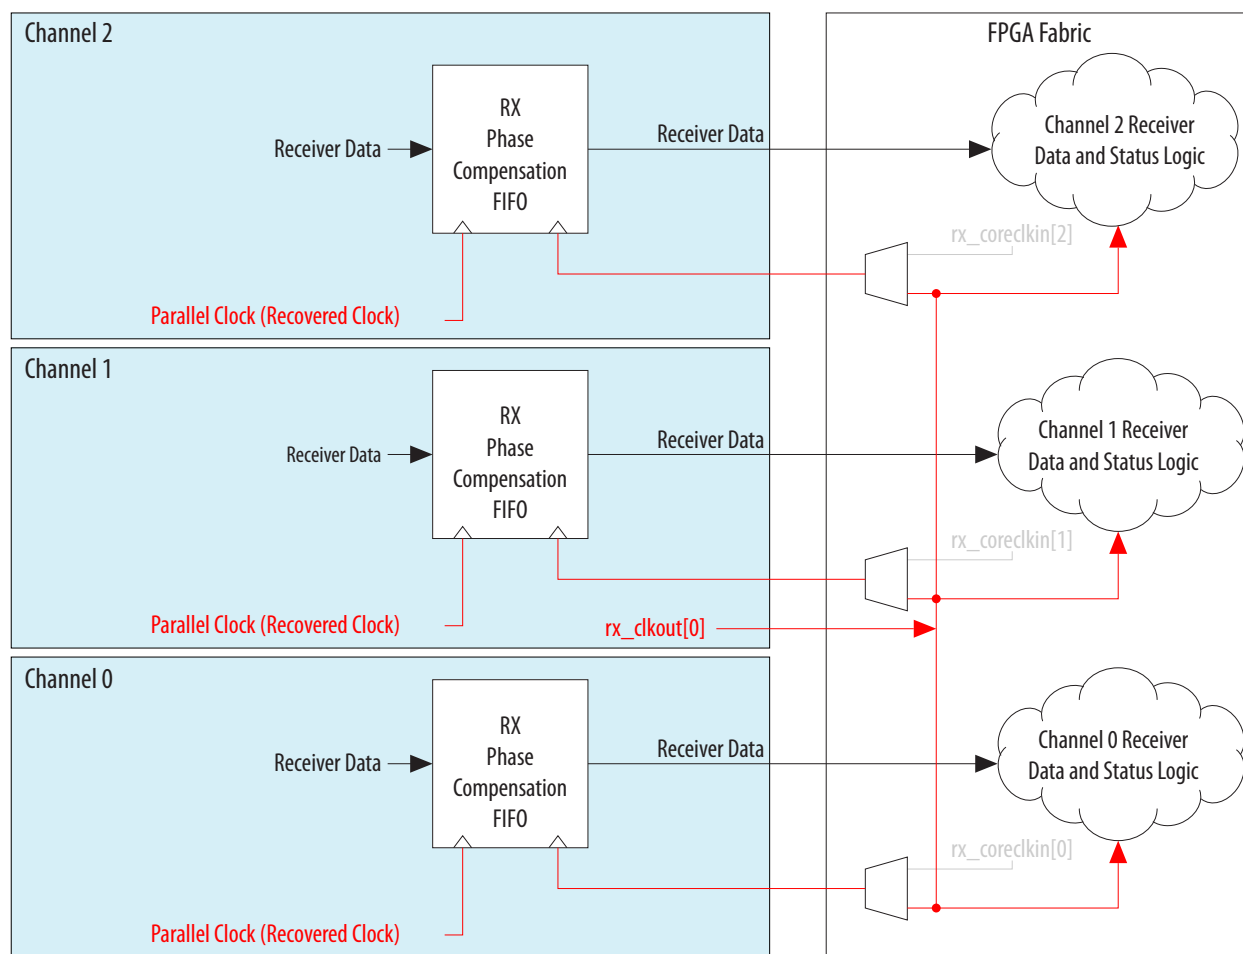 Channel 2
FPGA Fabric
RX
Phase
Compensation
FIFO
Receiver Data
Receiver Data
Channel 2 Receiver
Data and Status Logic
rx_coreclkin[2]
Parallel Clock (Recovered Clock)
Channel 1
RX
Phase
Compensation
FIFO
Receiver Data
Receiver Data
Channel 1 Receiver
Data and Status Logic
rx_coreclkin[1]
Parallel Clock (Recovered Clock)
rx_clkout[0]
Channel 0
RX
Phase
Compensation
FIFO
Receiver Data
Receiver Data
Channel 0 Receiver
Data and Status Logic
rx_coreclkin[0]
Parallel Clock (Recovered Clock)